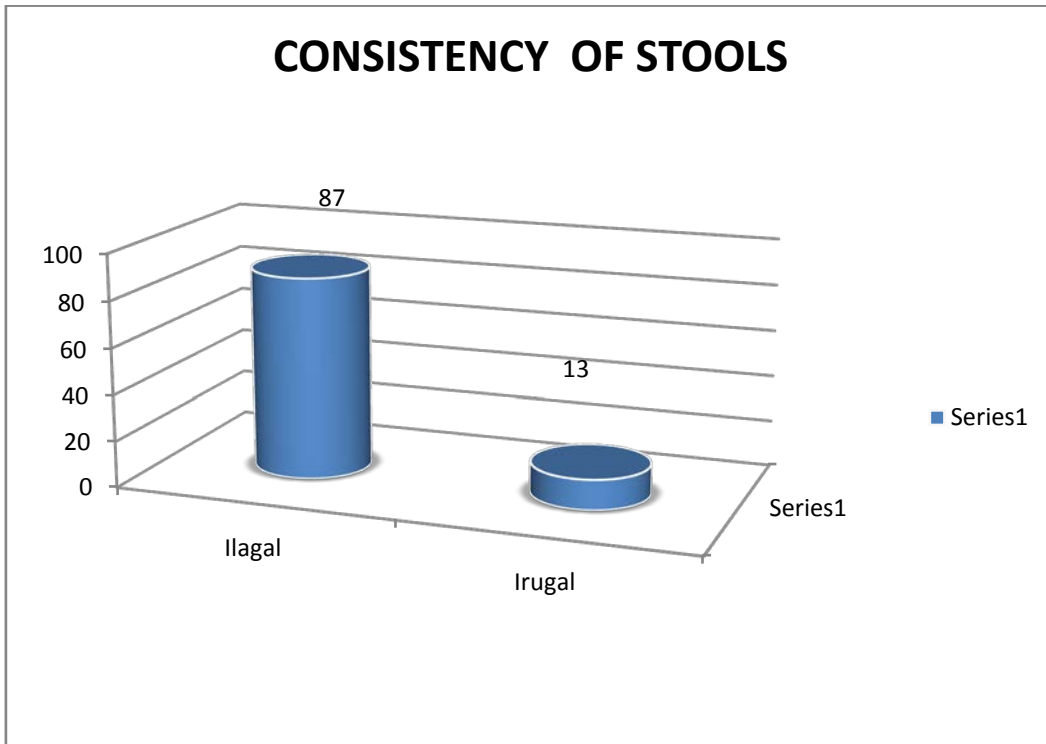 CONSISTENCY OF STOOLS
87
100
80
13
60
40
Series1
20
0
Series1
Ilagal
Irugal